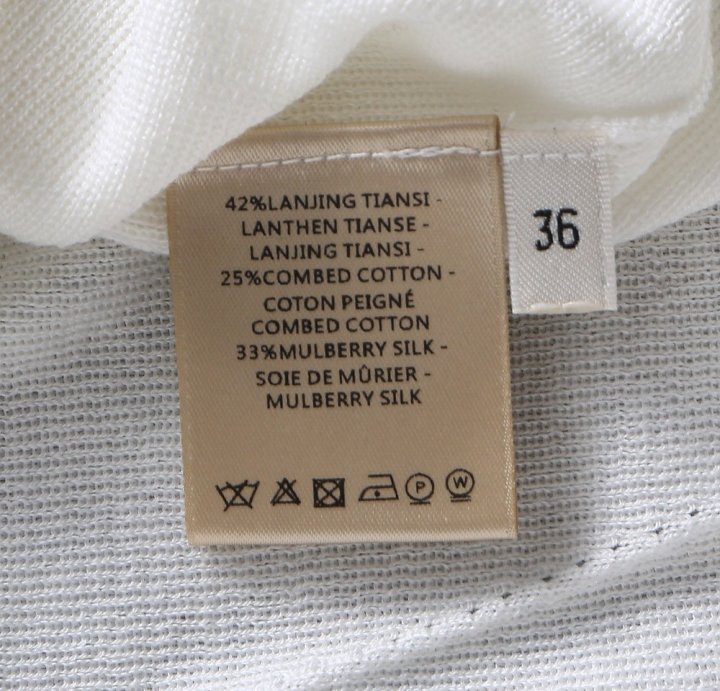 42%LANJING TIANSI -
LANTHEN TIANSE -
LANJING TIANSI -
25%COMBED COTTON -
COTON PEIGNÉ
COMBED COTTON
33%MULBERRY SILK -
SOIE DE MÛRIER -
MULBERRY SILK
P W
36